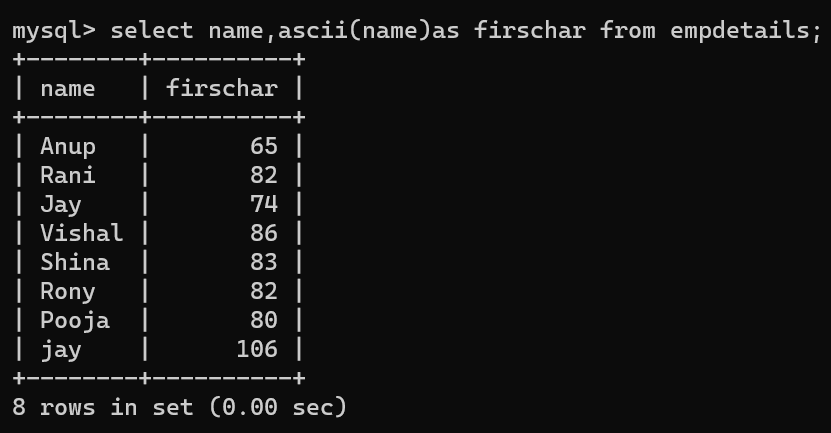 mysql> select name,ascii(name)as firschar from empdetails;
+--------+----------+
| name   | firschar |
+--------+----------+
| Anup   |       65 |
| Rani   |       82 |
| Jay    |       74 |
| Vishal |       86 |
| Shina  |       83 |
| Rony   |       82 |
| Pooja  |       80 |
| jay    |      106 |
+--------+----------+
8 rows in set (0.00 sec)